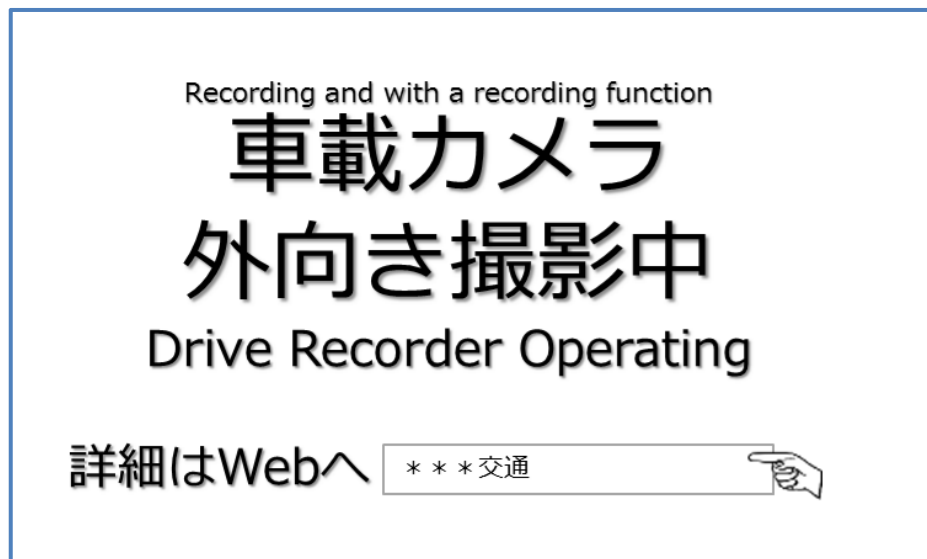 Recording and with a recording function
車載カメラ
外向き撮影中
Drive Recorder Operating
詳細はWebへ ＊＊＊交通